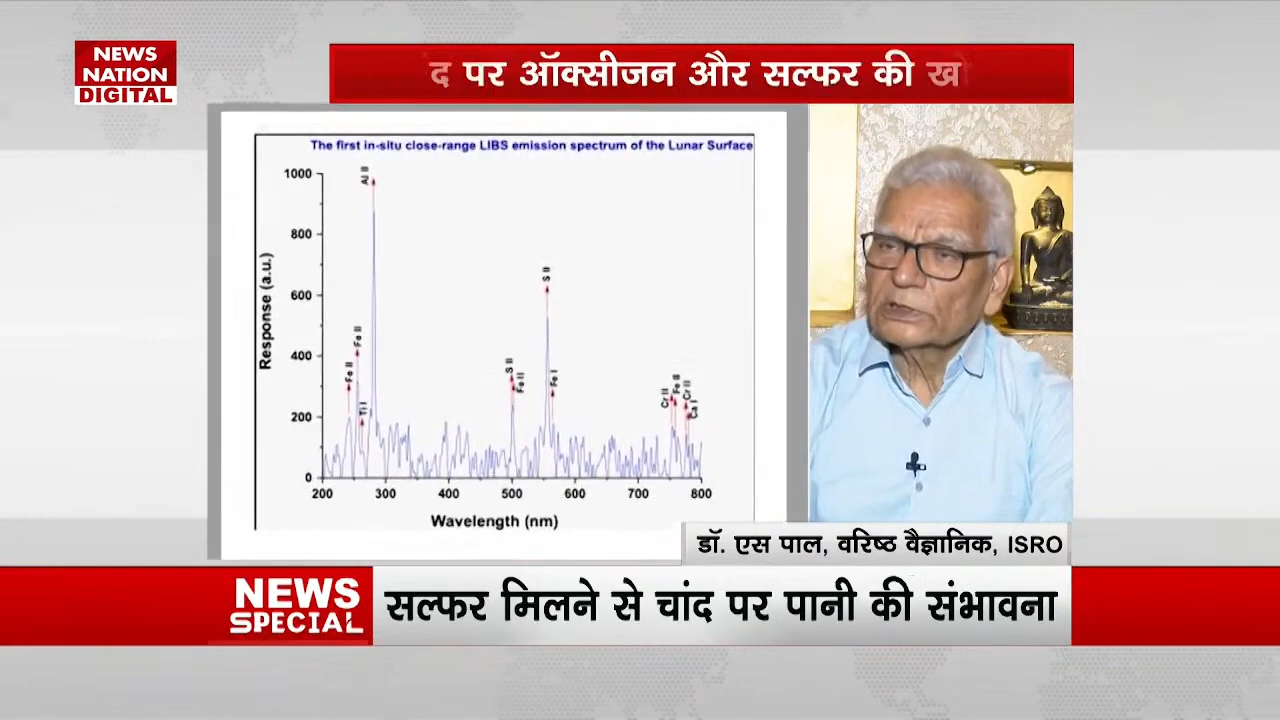 NEWS
NATION
DIGITAL
पर ऑक्सीजन और सल्फर की
The first in-situ close-range LIBS emission spectrum of the Lunar Surface
Response (a.u.)
1000
800
600
400
200
0
Fe II
Fe II
Ti I
Al II
S II
Fe II
S II
Fe I
Cr II
Fe II
Cr II
Ca I
200 300 400 500 600 700 800
Wavelength (nm)
डॉ. एस पाल, वरिष्ठ वैज्ञानिक, ISRO
NEWS
SPECIAL
सल्फर मिलने से चांद पर पानी की संभावना